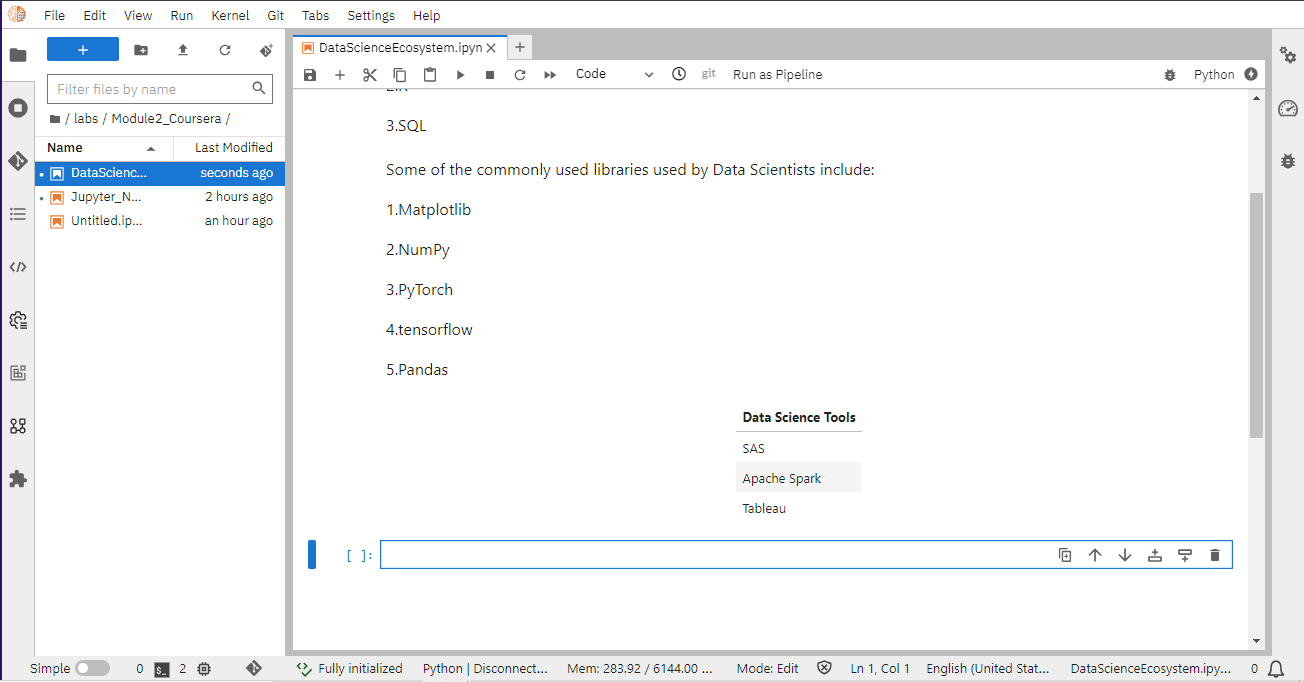 File Edit View Run Kernel Git Tabs Settings Help
+
Filter files by name
/ labs / Module2_Coursera /
Name Last Modified
DataScienc... seconds ago
Jupyter_N... 2 hours ago
Untitled.ip... an hour ago
DataScienceEcosystem.ipyn
Code git Run as Pipeline Python
3.SQL
Some of the commonly used libraries used by Data Scientists include:
1.Matplotlib
2.NumPy
3.PyTorch
4.tensorflow
5.Pandas
Data Science Tools
SAS
Apache Spark
Tableau
[ ]:
Simple 0 2 Fully initialized Python | Disconnect... Mem: 283.92 / 6144.00 ... Mode: Edit Ln 1, Col 1 English (United Stat... DataScienceEcosystem.ipy... 0